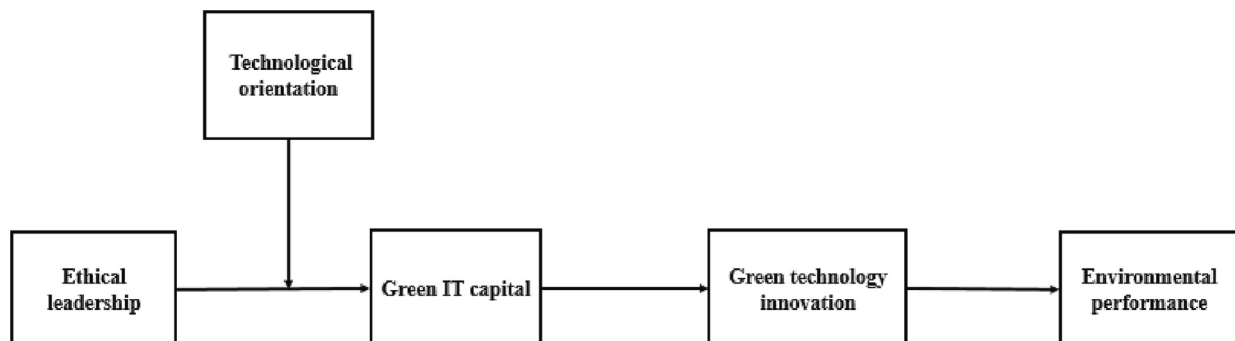 Technological
orientation
Ethical
leadership
Green IT capital
Green technology
innovation
Environmental
performance